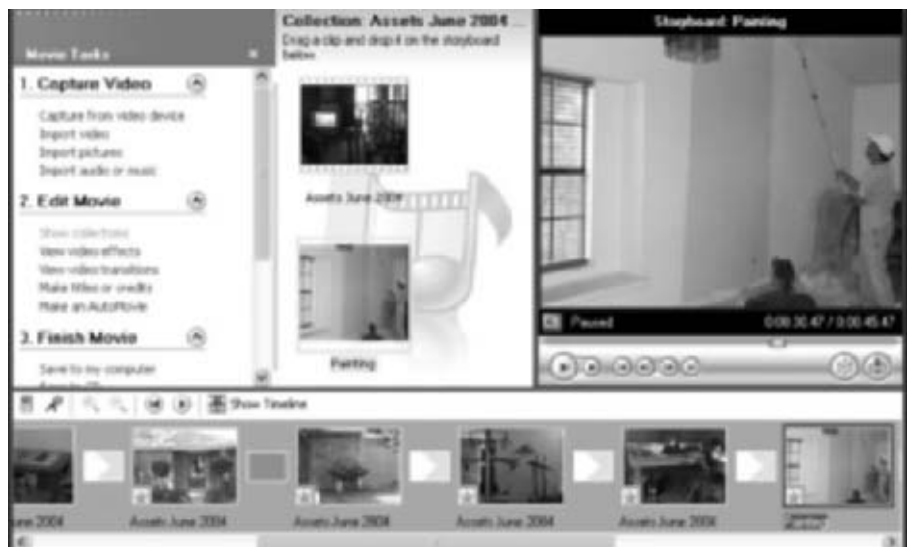 Movie Tasks
1. Capture Video
Capture from video device
Import video
Import pictures
Import audio or music
2. Edit Movie
Show collections
View video effects
View video transitions
Make titles or credits
Make an AutoMovie
3. Finish Movie
Save to my computer
Collection: Assets June 2004 ...
Drag a clip and drop it on the storyboard
below.
Assets June 2004
Painting
Storyboard: Painting
Paused 0:00:30.47 / 0:00:45.47
Show Timeline
June 2004 Assets June 2004 Assets June 2004 Assets June 2004 Assets June 2004